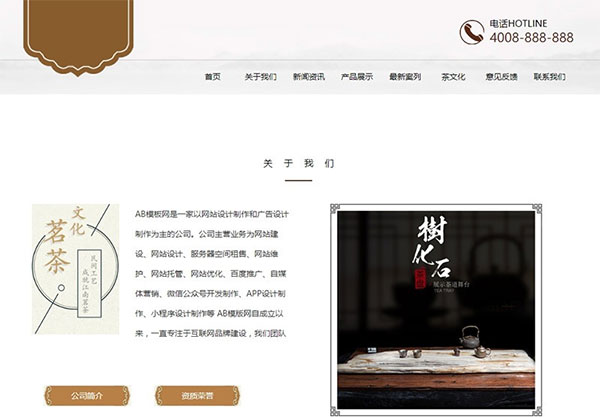 电话HOTLINE
4008-888-888
首页 关于我们 新闻资讯 产品展示 最新案列 茶文化 意见反馈 联系我们
关于我们
文化
茗茶
民间工艺
成就江南茗茶
AB模板网是一家以网站设计制作和广告设计
制作为主的公司。公司主营业务为网站建
设、网站设计、服务器空间租售、网站维
护、网站托管、网站优化、百度推广、自媒
体营销、微信公众号开发制作、APP设计制
作、小程序设计制作等 AB模版网自成立以
来，一直专注于互联网品牌建设，我们团队
公司简介
资质荣誉
樹化石
展示茶道舞台
TEA TRAY